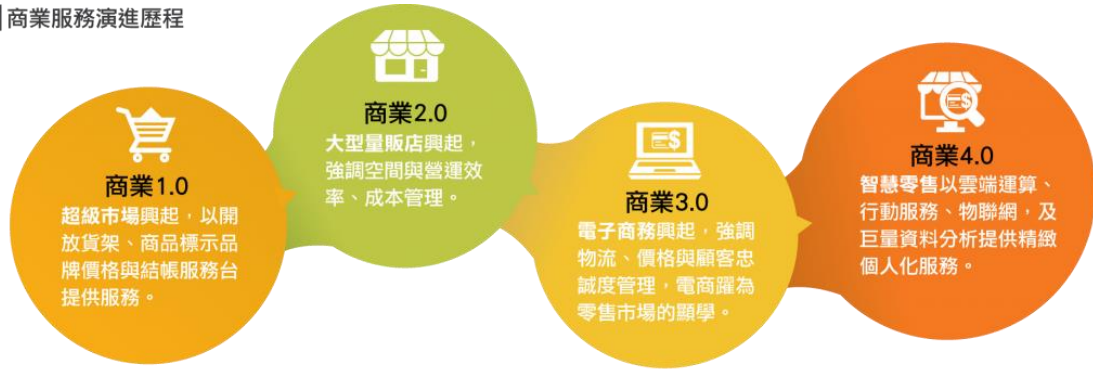 商業服務演進歷程
商業1.0
超級市場興起，以開
放貨架、商品標示品
牌價格與結帳服務台
提供服務。
商業2.0
大型量販店興起，
強調空間與營運效
率、成本管理。
商業3.0
電子商務興起，強調
物流、價格與顧客忠
誠度管理，電商躍為
零售市場的顯學。
商業4.0
智慧零售以雲端運算、
行動服務、物聯網，及
巨量資料分析提供精緻
個人化服務。